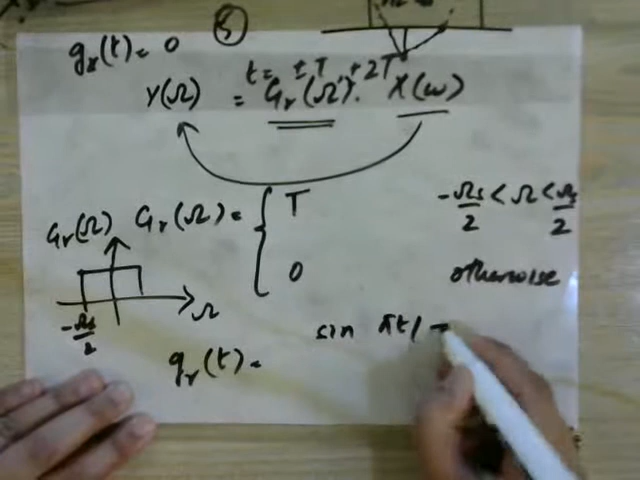 ⑤
gᵣ(t) = 0
t = ±T, +2T
Y(Ω) = Gᵣ(Ω). X(ω)
Gᵣ(Ω) = { T   -Ωs/2 < Ω < Ωs/2
0   otherwise
Gᵣ(Ω)
Ω
-Ωs/2
gᵣ(t) = sin πt/